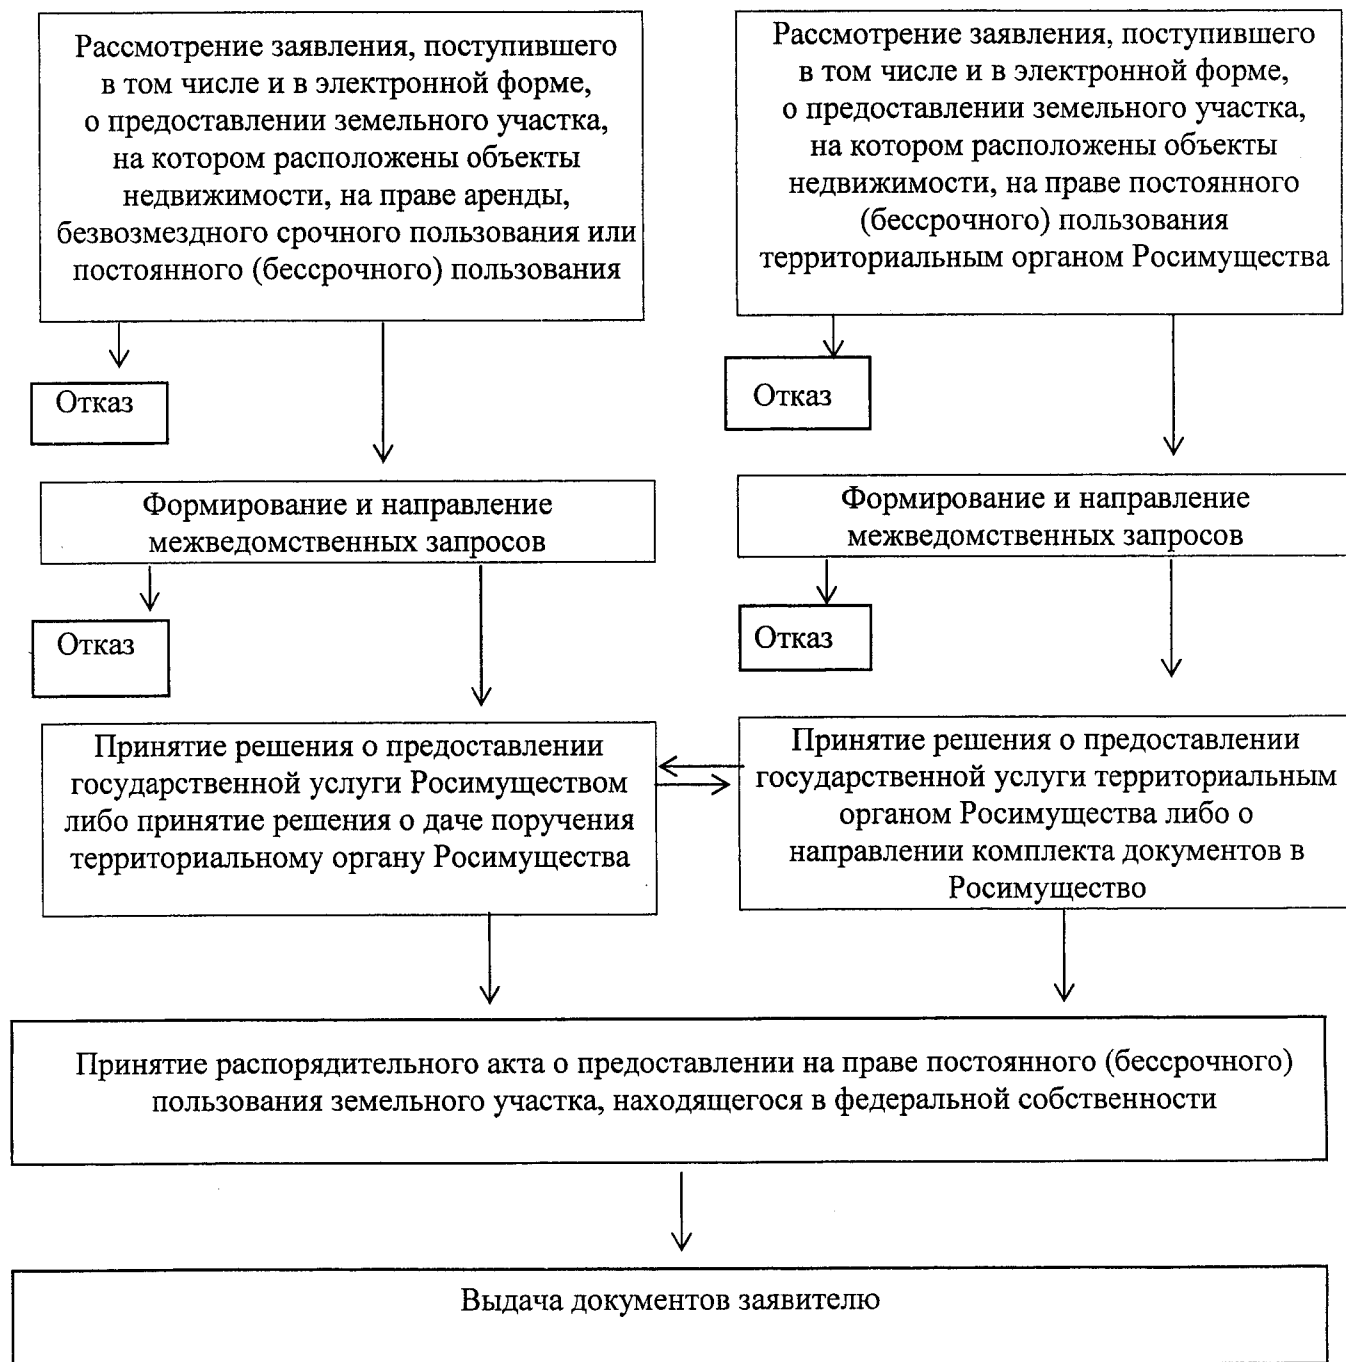 Рассмотрение заявления, поступившего
в том числе и в электронной форме,
о предоставлении земельного участка,
на котором расположены объекты
недвижимости, на праве аренды,
безвозмездного срочного пользования или
постоянного (бессрочного) пользования
Рассмотрение заявления, поступившего
в том числе и в электронной форме,
о предоставлении земельного участка,
на котором расположены объекты
недвижимости, на праве постоянного
(бессрочного) пользования
территориальным органом Росимущества
Отказ
Отказ
Формирование и направление
межведомственных запросов
Формирование и направление
межведомственных запросов
Отказ
Отказ
Принятие решения о предоставлении
государственной услуги Росимуществом
либо принятие решения о даче поручения
территориальному органу Росимущества
Принятие решения о предоставлении
государственной услуги территориальным
органом Росимущества либо о
направлении комплекта документов в
Росимущество
Принятие распорядительного акта о предоставлении на праве постоянного (бессрочного)
пользования земельного участка, находящегося в федеральной собственности
Выдача документов заявителю